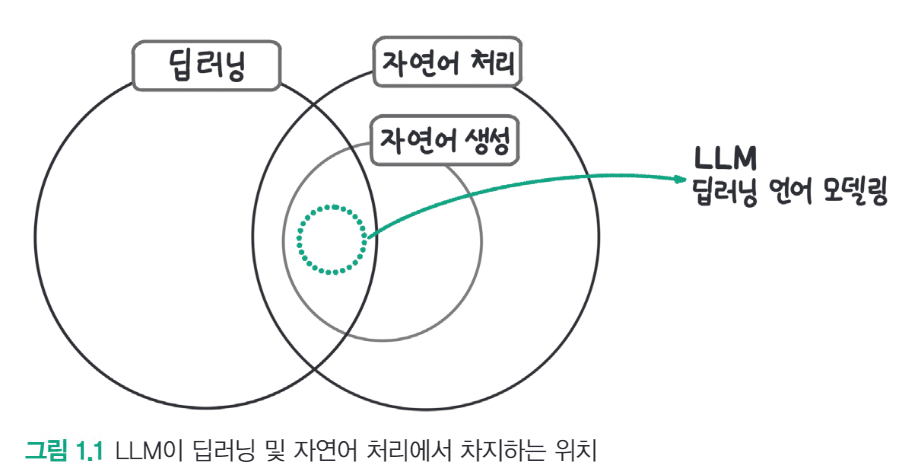 딥러닝
자연어 처리
자연어 생성
LLM
딥러닝 언어 모델링
그림 1.1 LLM이 딥러닝 및 자연어 처리에서 차지하는 위치